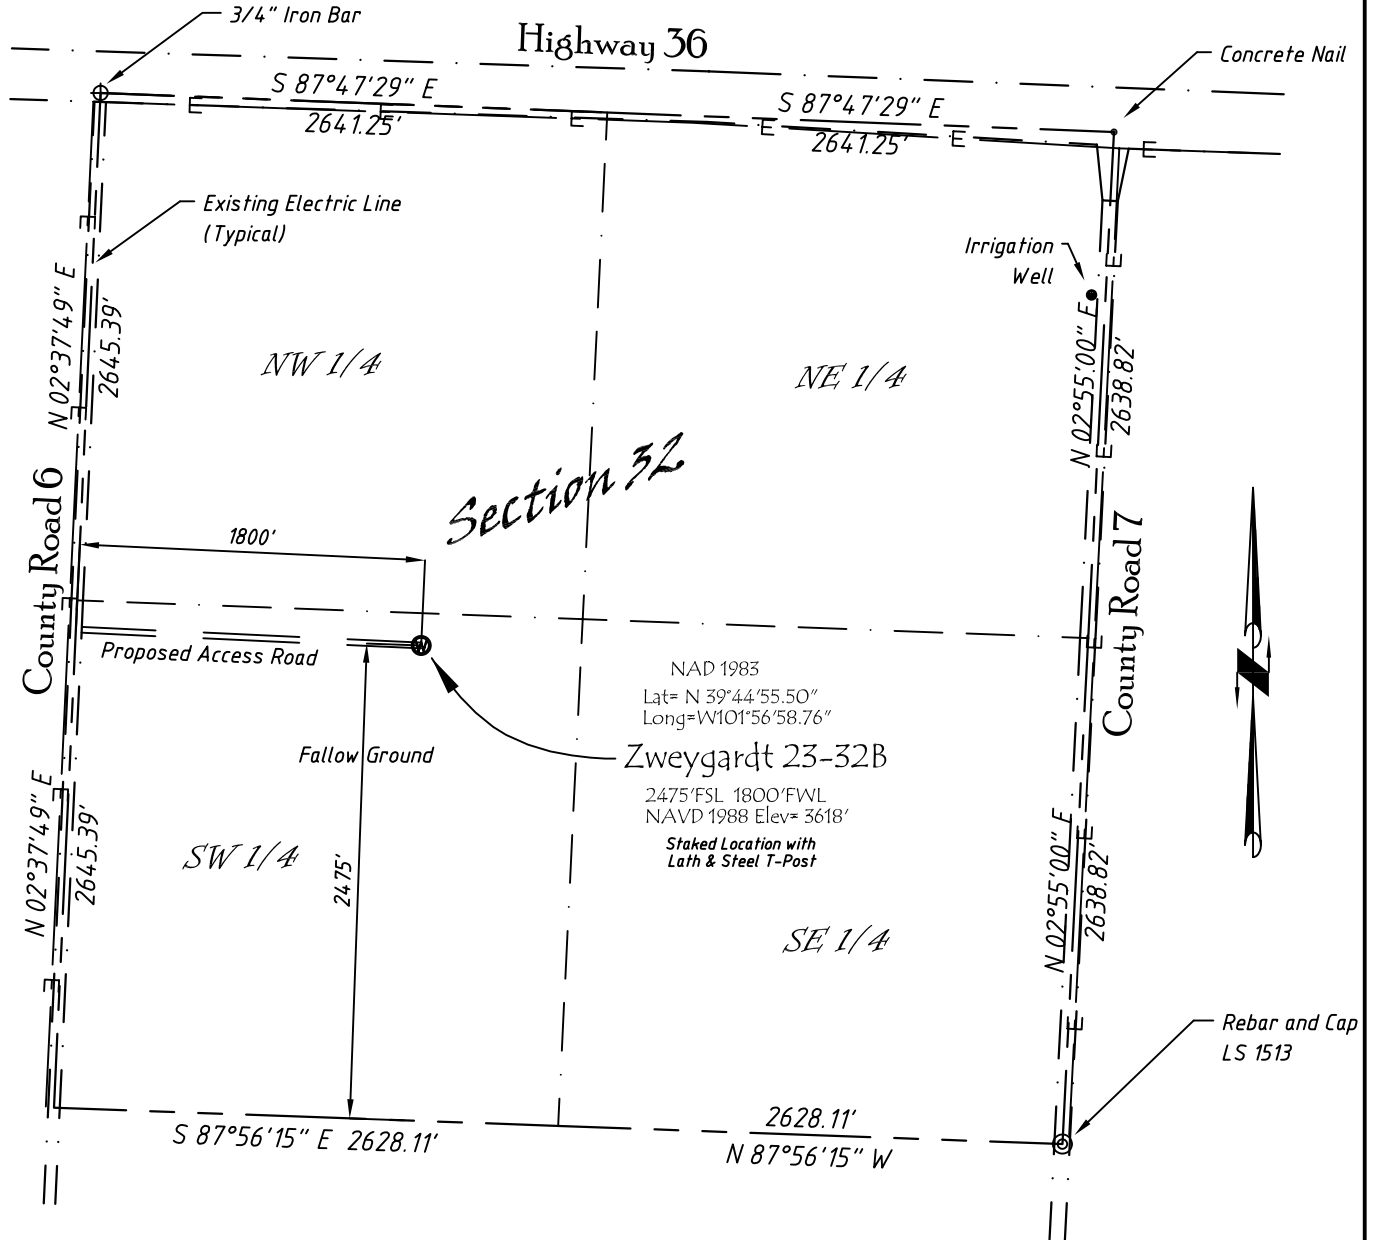 3/4" Iron Bar
Highway 36
Concrete Nail
S 87°47'29" E
2641.25'
S 87°47'29" E
2641.25'
E E E E E E
Existing Electric Line
(Typical)
Irrigation
Well
N 02°37'49" E
2645.39'
N 02°55'00" E
2638.82'
NW 1/4
NE 1/4
Section 32
County Road 6
County Road 7
1800'
W
Proposed Access Road
NAD 1983
Lat= N 39°44'55.50"
Long=W101°56'58.76"
Fallow Ground
Zweygardt 23-32B
2475'FSL 1800'FWL
NAVD 1988 Elev= 3618'
Staked Location with
Lath & Steel T-Post
N 02°37'49" E
2645.39'
SW 1/4
2475'
SE 1/4
N 02°55'00" E
2638.82'
Rebar and Cap
LS 1513
S 87°56'15" E 2628.11'
2628.11'
N 87°56'15" W